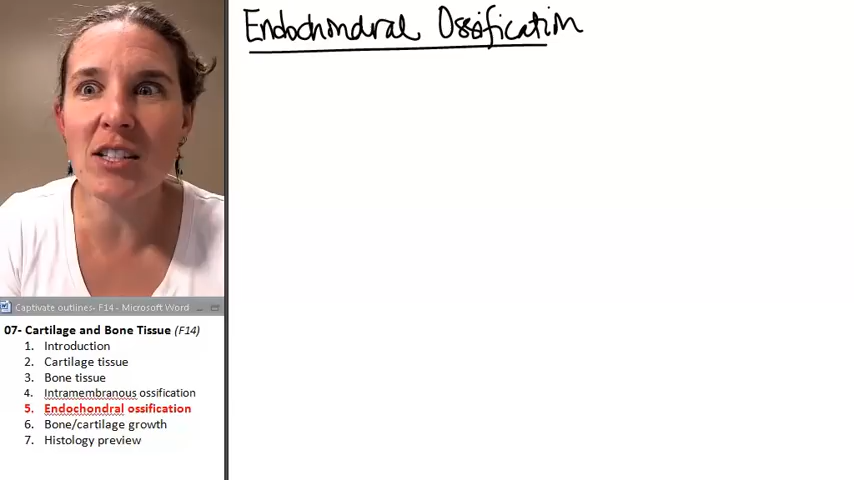 Endochondral Ossification
Captivate outlines- F14 - Microsoft Word
07- Cartilage and Bone Tissue (F14)
1. Introduction
2. Cartilage tissue
3. Bone tissue
4. Intramembranous ossification
5. Endochondral ossification
6. Bone/cartilage growth
7. Histology preview